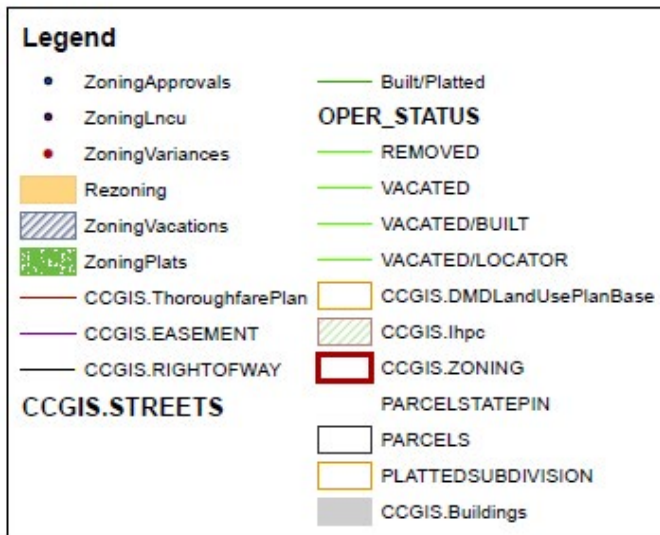 Legend
ZoningApprovals
ZoningLncu
ZoningVariances
Rezoning
ZoningVacations
ZoningPlats
CCGIS.ThoroughfarePlan
CCGIS.EASEMENT
CCGIS.RIGHTOFWAY
CCGIS.STREETS
Built/Platted
OPER_STATUS
REMOVED
VACATED
VACATED/BUILT
VACATED/LOCATOR
CCGIS.DMDLandUsePlanBase
CCGIS.Ihpc
CCGIS.ZONING
PARCELSTATEPIN
PARCELS
PLATTEDSUBDIVISION
CCGIS.Buildings